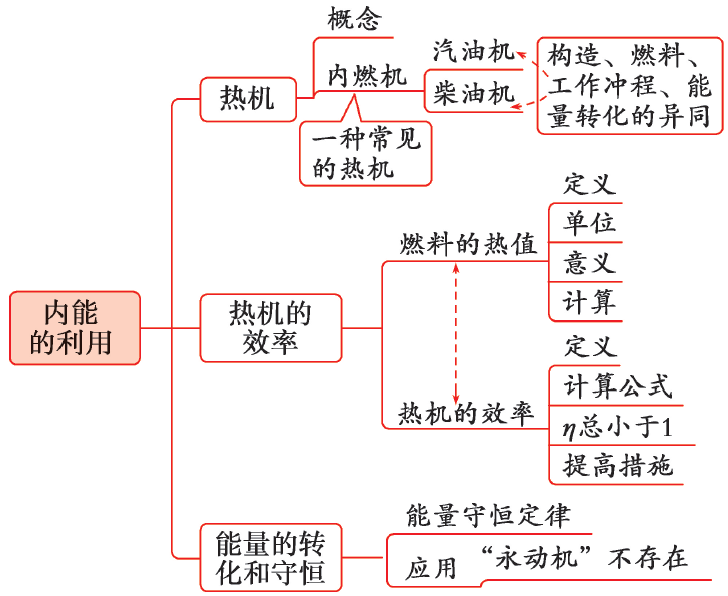 概念
热机
内燃机
汽油机
柴油机
构造、燃料、
工作冲程、能
量转化的异同
一种常见
的热机
内能
的利用
热机的
效率
燃料的热值
定义
单位
意义
计算
热机的效率
定义
计算公式
η总小于1
提高措施
能量的转
化和守恒
能量守恒定律
应用 “永动机”不存在